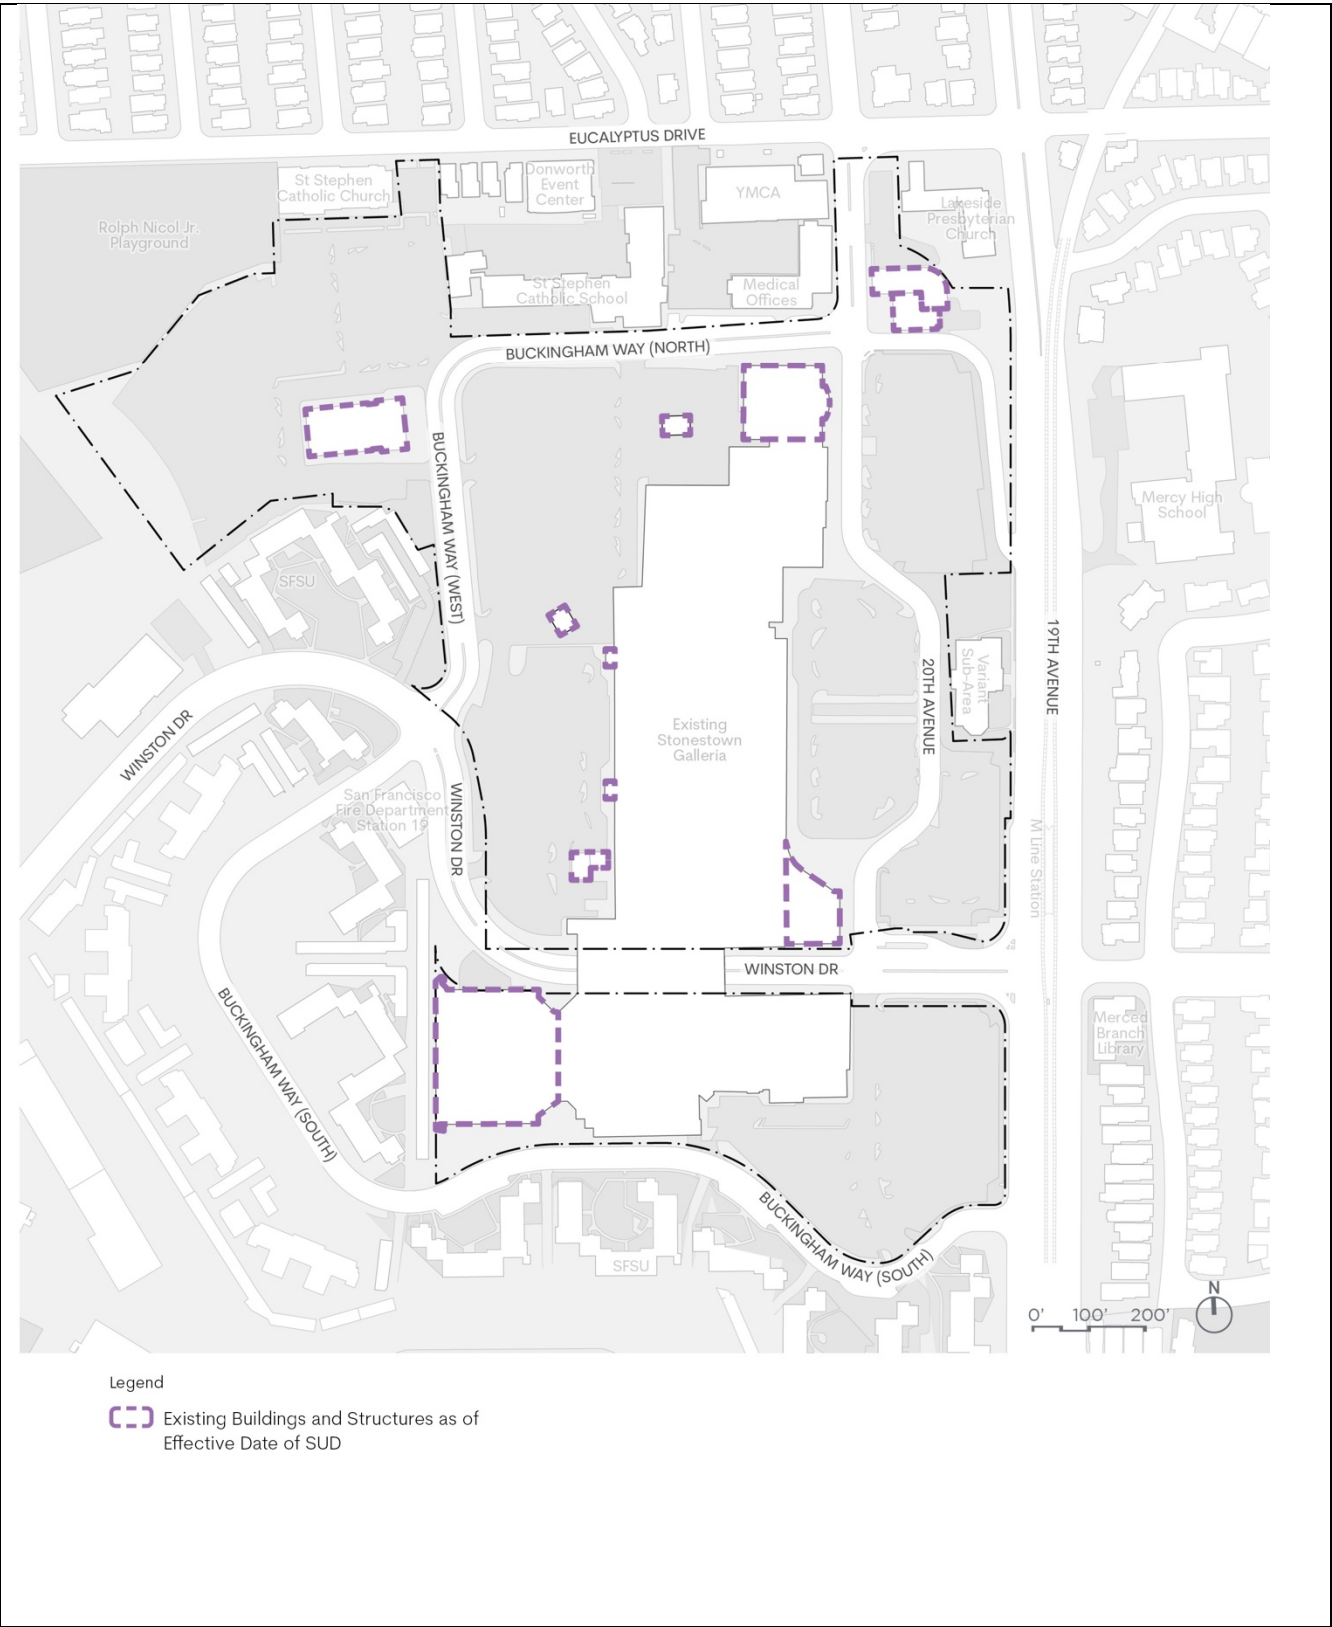 EUCALYPTUS DRIVE
St Stephen
Catholic Church
Donworth
Event
Center
YMCA
Lakeside
Presbyterian
Church
Rolph Nicol Jr.
Playground
St Stephen
Catholic School
Medical
Offices
BUCKINGHAM WAY (NORTH)
BUCKINGHAM WAY (WEST)
Mercy High
School
SFSU
19TH AVENUE
20TH AVENUE
Variant
Sub-Area
Existing
Stonestown
Galleria
WINSTON DR
San Francisco
Fire Department
Station 19
WINSTON DR
M Line Station
WINSTON DR
BUCKINGHAM WAY (SOUTH)
Merced
Branch
Library
BUCKINGHAM WAY (SOUTH)
SFSU
N
0' 100' 200'
Legend
Existing Buildings and Structures as of
Effective Date of SUD